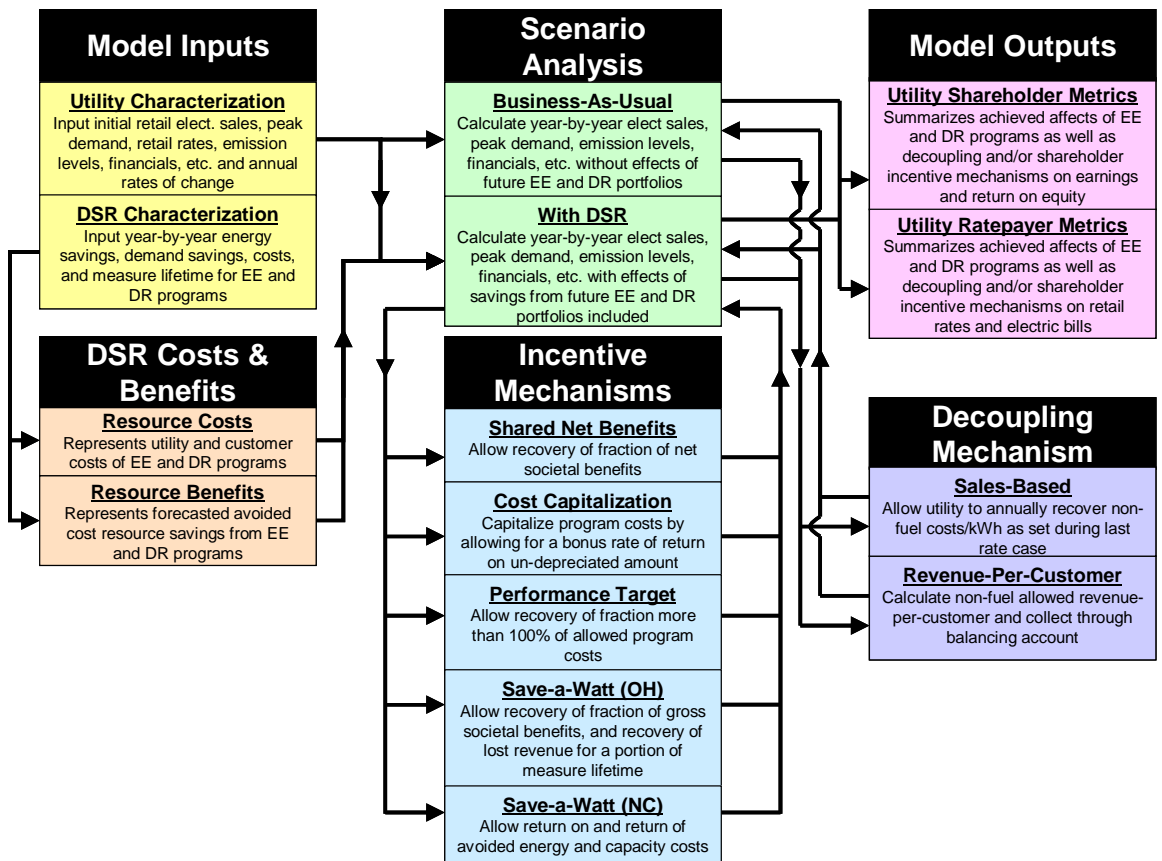 Model Inputs
Utility Characterization
Input initial retail elect. sales, peak
demand, retail rates, emission
levels, financials, etc. and annual
rates of change
DSR Characterization
Input year-by-year energy
savings, demand savings, costs,
and measure lifetime for EE and
DR programs
DSR Costs &
Benefits
Resource Costs
Represents utility and customer
costs of EE and DR programs
Resource Benefits
Represents forecasted avoided
cost resource savings from EE
and DR programs
Scenario
Analysis
Business-As-Usual
Calculate year-by-year elect sales,
peak demand, emission levels,
financials, etc. without effects of
future EE and DR portfolios
With DSR
Calculate year-by-year elect sales,
peak demand, emission levels,
financials, etc. with effects of
savings from future EE and DR
portfolios included
Incentive
Mechanisms
Shared Net Benefits
Allow recovery of fraction of net
societal benefits
Cost Capitalization
Capitalize program costs by
allowing for a bonus rate of return
on un-depreciated amount
Performance Target
Allow recovery of fraction more
than 100% of allowed program
costs
Save-a-Watt (OH)
Allow recovery of fraction of gross
societal benefits, and recovery of
lost revenue for a portion of
measure lifetime
Save-a-Watt (NC)
Allow return on and return of
avoided energy and capacity costs
Model Outputs
Utility Shareholder Metrics
Summarizes achieved affects of EE
and DR programs as well as
decoupling and/or shareholder
incentive mechanisms on earnings
and return on equity
Utility Ratepayer Metrics
Summarizes achieved affects of EE
and DR programs as well as
decoupling and/or shareholder
incentive mechanisms on retail
rates and electric bills
Decoupling
Mechanism
Sales-Based
Allow utility to annually recover non-
fuel costs/kWh as set during last
rate case
Revenue-Per-Customer
Calculate non-fuel allowed revenue-
per-customer and collect through
balancing account